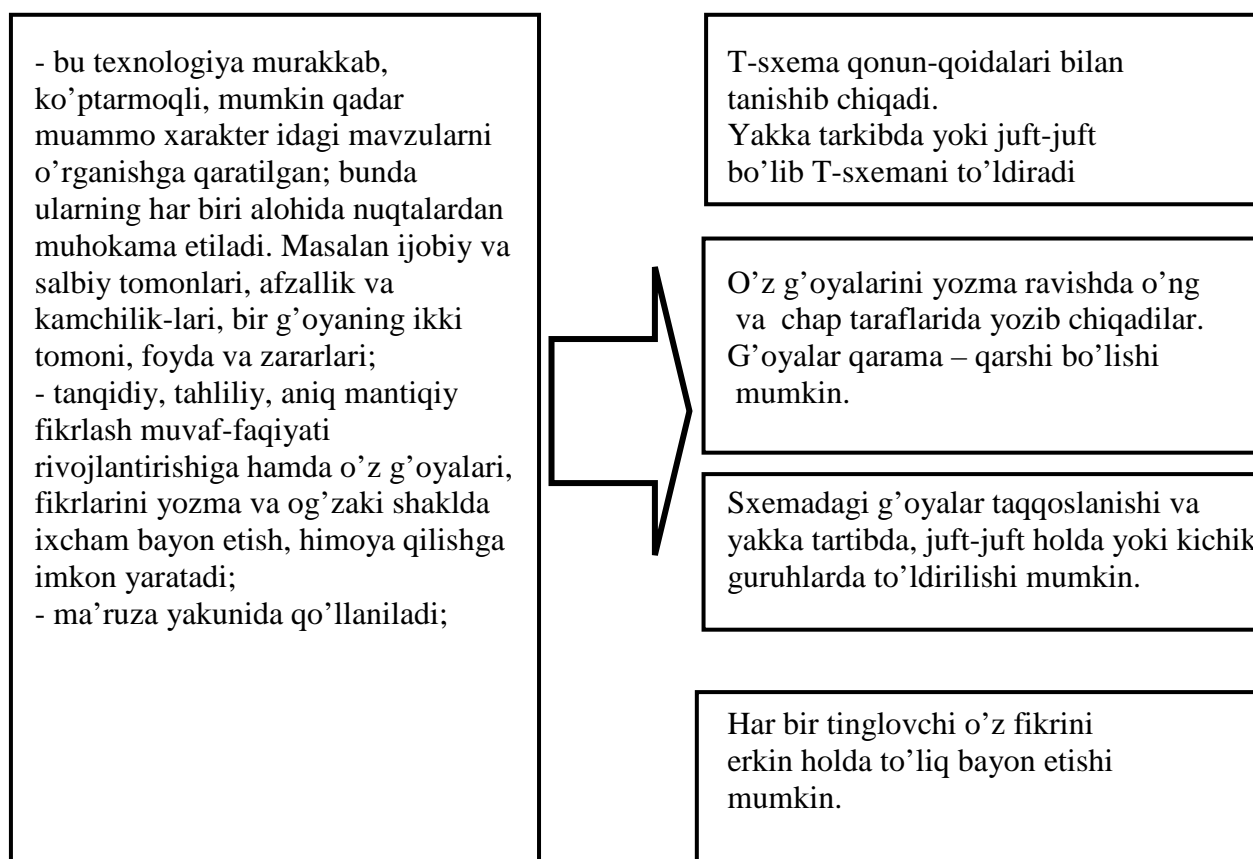 - bu texnologiya murakkab,
ko’ptarmoqli, mumkin qadar
muammo xarakter idagi mavzularni
o’rganishga qaratilgan; bunda
ularning har biri alohida nuqtalardan
muhokama etiladi. Masalan ijobiy va
salbiy tomonlari, afzallik va
kamchilik-lari, bir g’oyaning ikki
tomoni, foyda va zararlari;
- tanqidiy, tahliliy, aniq mantiqiy
fikrlash muvaf-faqiyati
rivojlantirishiga hamda o’z g’oyalari,
fikrlarini yozma va og’zaki shaklda
ixcham bayon etish, himoya qilishga
imkon yaratadi;
- ma’ruza yakunida qo’llaniladi;
T-sxema qonun-qoidalari bilan
tanishib chiqadi.
Yakka tarkibda yoki juft-juft
bo’lib T-sxemani to’ldiradi
O’z g’oyalarini yozma ravishda o’ng
va chap taraflarida yozib chiqadilar.
G’oyalar qarama – qarshi bo’lishi
mumkin.
Sxemadagi g’oyalar taqqoslanishi va
yakka tartibda, juft-juft holda yoki kichik
guruhlarda to’ldirilishi mumkin.
Har bir tinglovchi o’z fikrini
erkin holda to’liq bayon etishi
mumkin.